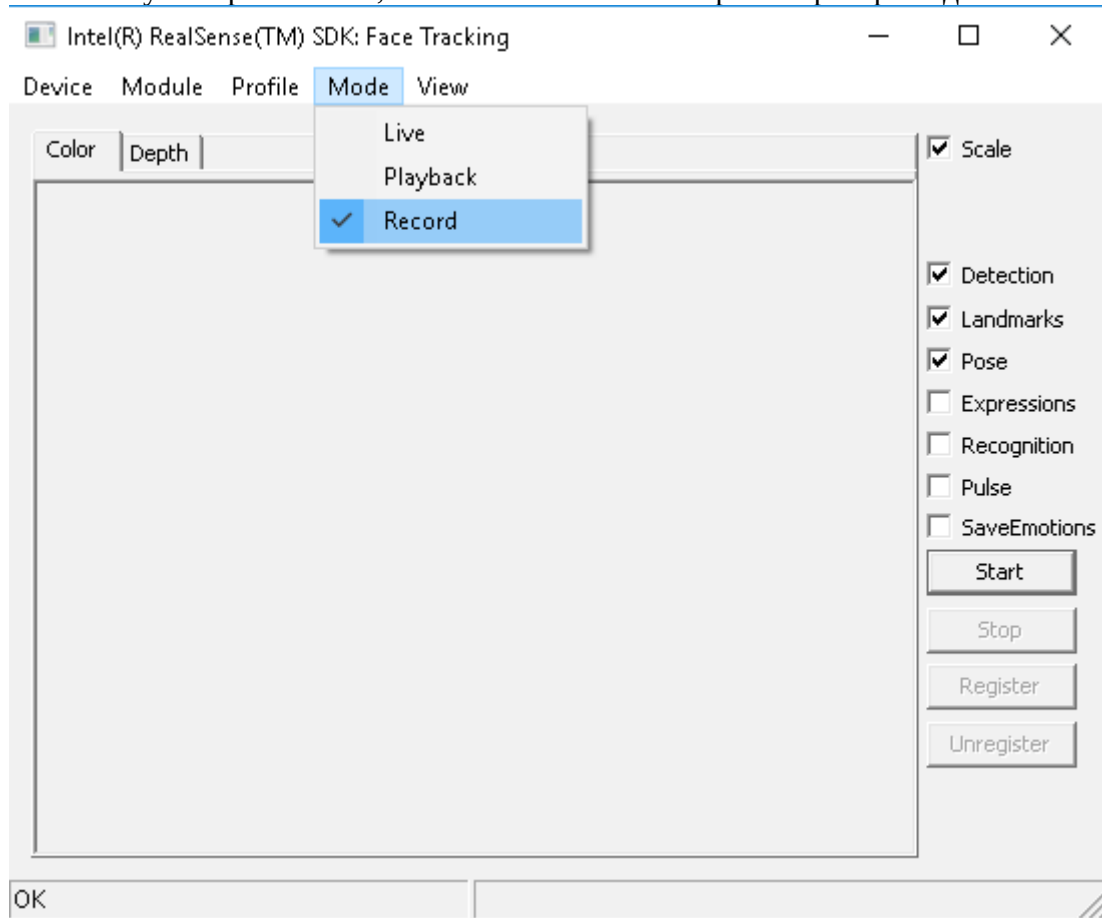 Intel(R) RealSense(TM) SDK: Face Tracking
Device Module Profile Mode View
Live
Playback
Record
Color Depth
Scale
Detection
Landmarks
Pose
Expressions
Recognition
Pulse
SaveEmotions
Start
Stop
Register
Unregister
OK